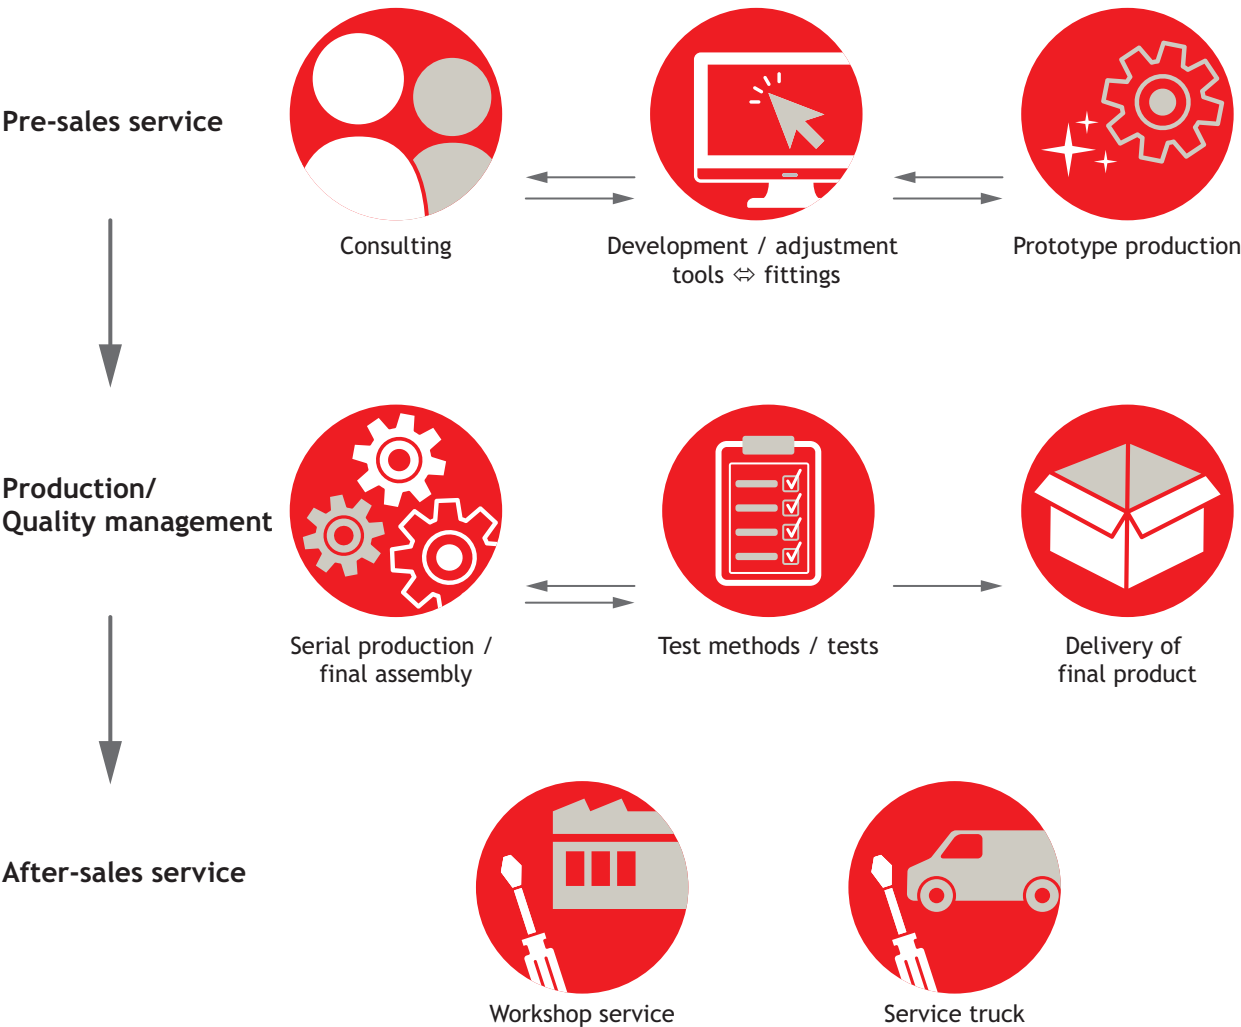 Pre-sales service
Consulting
Development / adjustment
tools ⬄ fittings
Prototype production
Production/
Quality management
Serial production /
final assembly
Test methods / tests
Delivery of
final product
After-sales service
Workshop service
Service truck